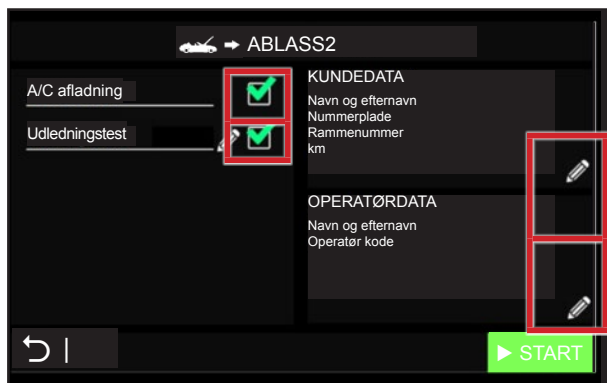 ABLASS2
A/C afladning
Udledningstest
KUNDEDATA
Navn og efternavn
Nummerplade
Rammenummer
km
OPERATØRDATA
Navn og efternavn
Operatør kode
START